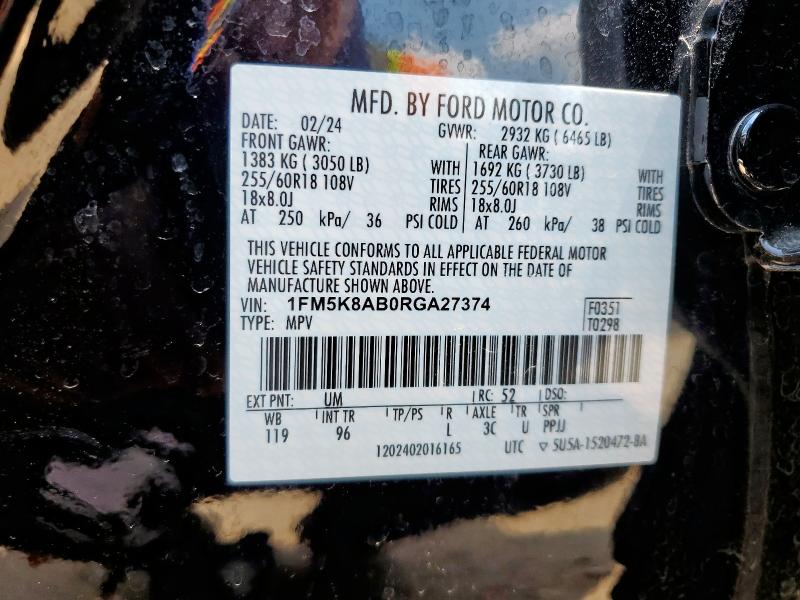 MFD. BY FORD MOTOR CO.
DATE: 02/24 GVWR: 2932 KG ( 6465 LB)
FRONT GAWR: REAR GAWR:
1383 KG ( 3050 LB) WITH 1692 KG ( 3730 LB) WITH
255/60R18 108V TIRES 255/60R18 108V TIRES
18x8.0J RIMS 18x8.0J RIMS
AT 250 kPa/ 36 PSI COLD AT 260 kPa/ 38 PSI COLD
THIS VEHICLE CONFORMS TO ALL APPLICABLE FEDERAL MOTOR
VEHICLE SAFETY STANDARDS IN EFFECT ON THE DATE OF
MANUFACTURE SHOWN ABOVE.
VIN: 1FM5K8AB0RGA27374 F0351
TYPE: MPV T0298
EXT PNT: UM RC: 52 DSO:
WB INT TR TP/PS R AXLE TR SPR
119 96 L 3C U PPJJ
1202402016165 UTC ▽ 5U5A-1520472-BA